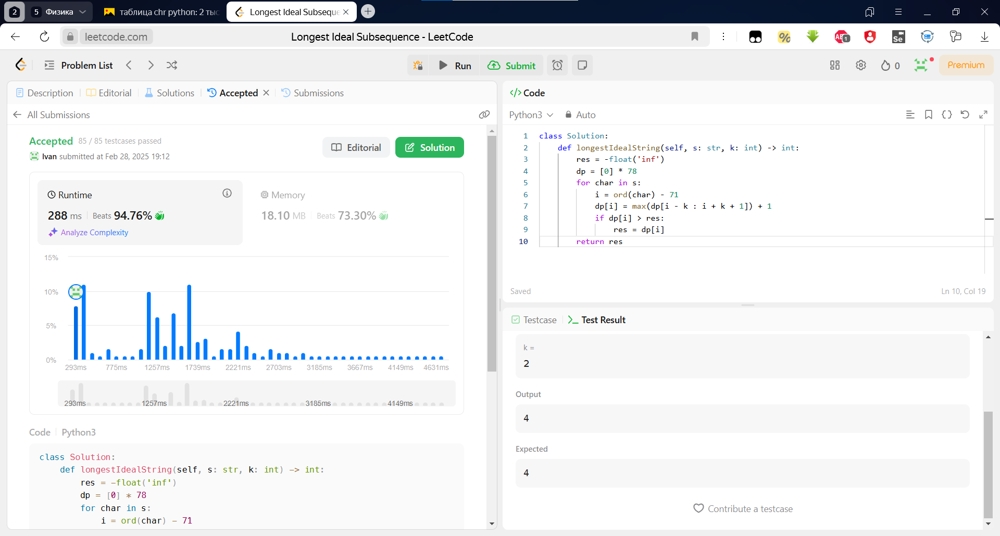 2
5 Физика
таблица chr python: 2 тыс
Longest Ideal Subseque
leetcode.com
Longest Ideal Subsequence - LeetCode
ABP 1
Se
Problem List
Run
Submit
0
Premium
Description
Editorial
Solutions
Accepted
Submissions
All Submissions
Accepted 85 / 85 testcases passed
Ivan submitted at Feb 28, 2025 19:12
Editorial
Solution
Runtime
288 ms Beats 94.76%
Analyze Complexity
Memory
18.10 MB Beats 73.30%
15%
10%
5%
0%
293ms 775ms 1257ms 1739ms 2221ms 2703ms 3185ms 3667ms 4149ms 4631ms
293ms 1257ms 2221ms 3185ms 4149ms
Code Python3
class Solution:
    def longestIdealString(self, s: str, k: int) -> int:
        res = -float('inf')
        dp = [0] * 78
        for char in s:
            i = ord(char) - 71
</> Code
Python3 Auto
1 class Solution:
2     def longestIdealString(self, s: str, k: int) -> int:
3         res = -float('inf')
4         dp = [0] * 78
5         for char in s:
6             i = ord(char) - 71
7             dp[i] = max(dp[i - k : i + k + 1]) + 1
8             if dp[i] > res:
9                 res = dp[i]
10         return res
Saved
Ln 10, Col 19
Testcase
Test Result
k =
2
Output
4
Expected
4
Contribute a testcase